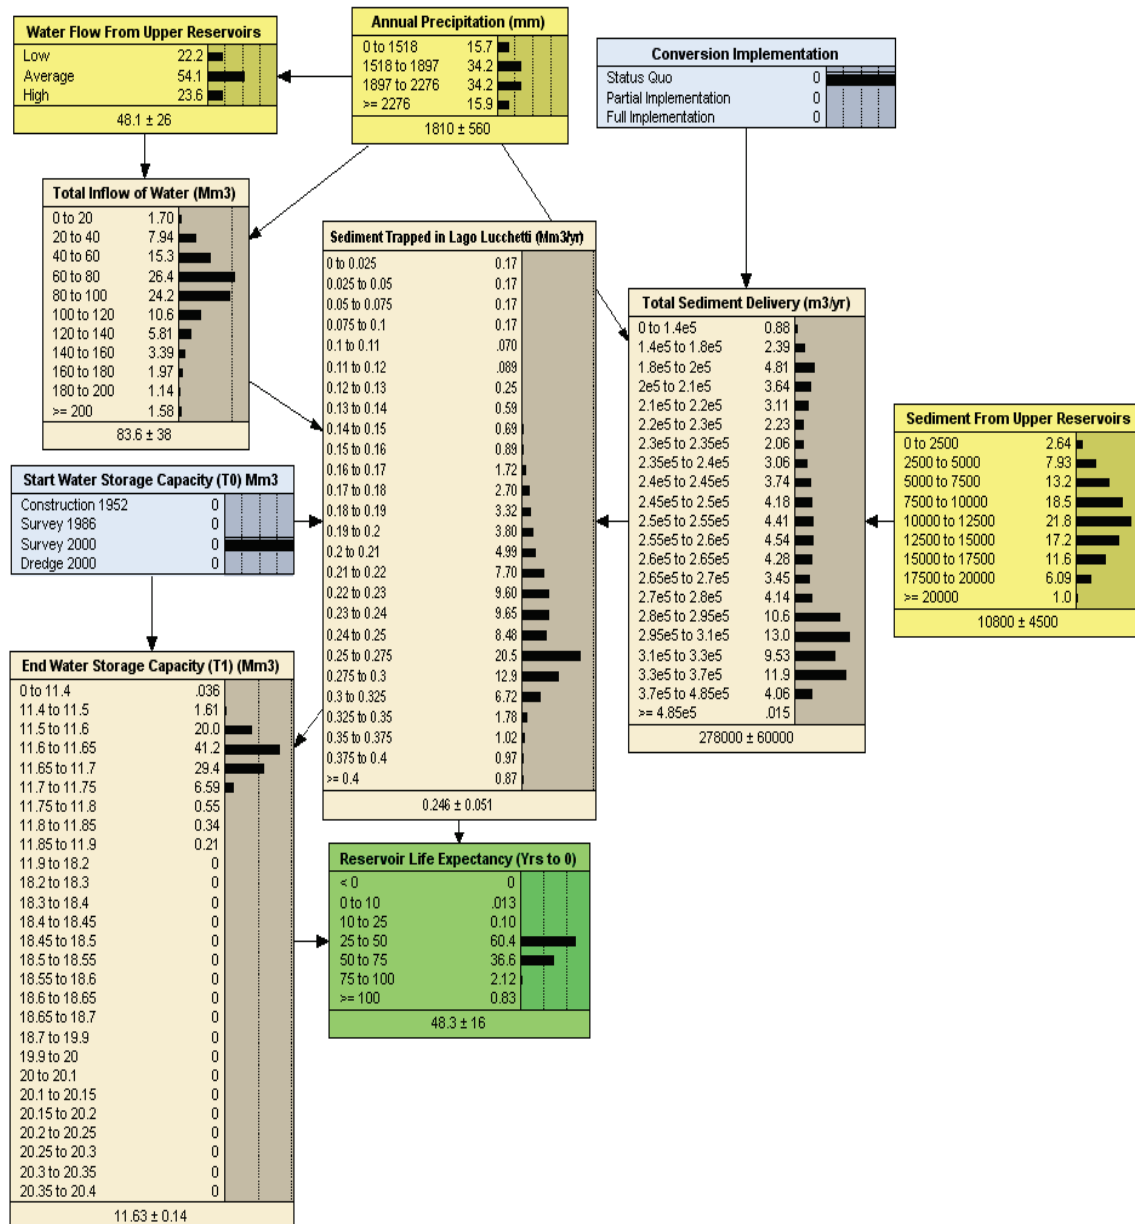 Water Flow From Upper Reservoirs
Low 22.2
Average 54.1
High 23.6
48.1 ± 26
Annual Precipitation (mm)
0 to 1518 15.7
1518 to 1897 34.2
1897 to 2276 34.2
>= 2276 15.9
1810 ± 560
Conversion Implementation
Status Quo 0
Partial Implementation 0
Full Implementation 0
Total Inflow of Water (Mm3)
0 to 20 1.70
20 to 40 7.94
40 to 60 15.3
60 to 80 26.4
80 to 100 24.2
100 to 120 10.6
120 to 140 5.81
140 to 160 3.39
160 to 180 1.97
180 to 200 1.14
>= 200 1.58
83.6 ± 38
Sediment Trapped in Lago Lucchetti (Mm3/yr)
0 to 0.025 0.17
0.025 to 0.05 0.17
0.05 to 0.075 0.17
0.075 to 0.1 0.17
0.1 to 0.11 .070
0.11 to 0.12 .089
0.12 to 0.13 0.25
0.13 to 0.14 0.59
0.14 to 0.15 0.69
0.15 to 0.16 0.89
0.16 to 0.17 1.72
0.17 to 0.18 2.70
0.18 to 0.19 3.32
0.19 to 0.2 3.80
0.2 to 0.21 4.99
0.21 to 0.22 7.70
0.22 to 0.23 9.60
0.23 to 0.24 9.65
0.24 to 0.25 8.48
0.25 to 0.275 20.5
0.275 to 0.3 12.9
0.3 to 0.325 6.72
0.325 to 0.35 1.78
0.35 to 0.375 1.02
0.375 to 0.4 0.97
>= 0.4 0.87
0.246 ± 0.051
Total Sediment Delivery (m3/yr)
0 to 1.4e5 0.88
1.4e5 to 1.8e5 2.39
1.8e5 to 2e5 4.81
2e5 to 2.1e5 3.64
2.1e5 to 2.2e5 3.11
2.2e5 to 2.3e5 2.23
2.3e5 to 2.35e5 2.06
2.35e5 to 2.4e5 3.06
2.4e5 to 2.45e5 3.74
2.45e5 to 2.5e5 4.18
2.5e5 to 2.55e5 4.41
2.55e5 to 2.6e5 4.54
2.6e5 to 2.65e5 4.28
2.65e5 to 2.7e5 3.45
2.7e5 to 2.8e5 4.14
2.8e5 to 2.95e5 10.6
2.95e5 to 3.1e5 13.0
3.1e5 to 3.3e5 9.53
3.3e5 to 3.7e5 11.9
3.7e5 to 4.85e5 4.06
>= 4.85e5 .015
278000 ± 60000
Sediment From Upper Reservoirs
0 to 2500 2.64
2500 to 5000 7.93
5000 to 7500 13.2
7500 to 10000 18.5
10000 to 12500 21.8
12500 to 15000 17.2
15000 to 17500 11.6
17500 to 20000 6.09
>= 20000 1.0
10800 ± 4500
Start Water Storage Capacity (T0) Mm3
Construction 1952 0
Survey 1986 0
Survey 2000 0
Dredge 2000 0
End Water Storage Capacity (T1) (Mm3)
0 to 11.4 .036
11.4 to 11.5 1.61
11.5 to 11.6 20.0
11.6 to 11.65 41.2
11.65 to 11.7 29.4
11.7 to 11.75 6.59
11.75 to 11.8 0.55
11.8 to 11.85 0.34
11.85 to 11.9 0.21
11.9 to 18.2 0
18.2 to 18.3 0
18.3 to 18.4 0
18.4 to 18.45 0
18.45 to 18.5 0
18.5 to 18.55 0
18.55 to 18.6 0
18.6 to 18.65 0
18.65 to 18.7 0
18.7 to 19.9 0
19.9 to 20 0
20 to 20.1 0
20.1 to 20.15 0
20.15 to 20.2 0
20.2 to 20.25 0
20.25 to 20.3 0
20.3 to 20.35 0
20.35 to 20.4 0
11.63 ± 0.14
Reservoir Life Expectancy (Yrs to 0)
< 0 0
0 to 10 .013
10 to 25 0.10
25 to 50 60.4
50 to 75 36.6
75 to 100 2.12
>= 100 0.83
48.3 ± 16